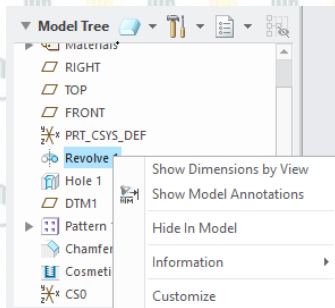 Model Tree
Materials
RIGHT
TOP
FRONT
PRT_CSYS_DEF
Revolve 1
Show Dimensions by View
Hole 1
Show Model Annotations
DTM1
Pattern
Hide In Model
Chamfer
Information
Cosmeti
CS0
Customize